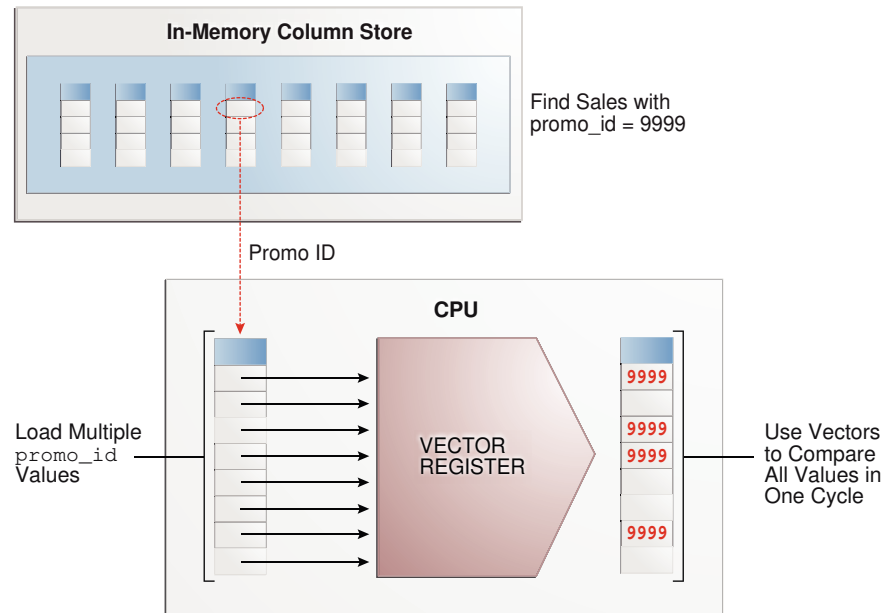 In-Memory Column Store
Find Sales with
promo_id = 9999
Promo ID
CPU
Load Multiple
promo_id
Values
VECTOR
REGISTER
9999
9999
9999
9999
Use Vectors
to Compare
All Values in
One Cycle